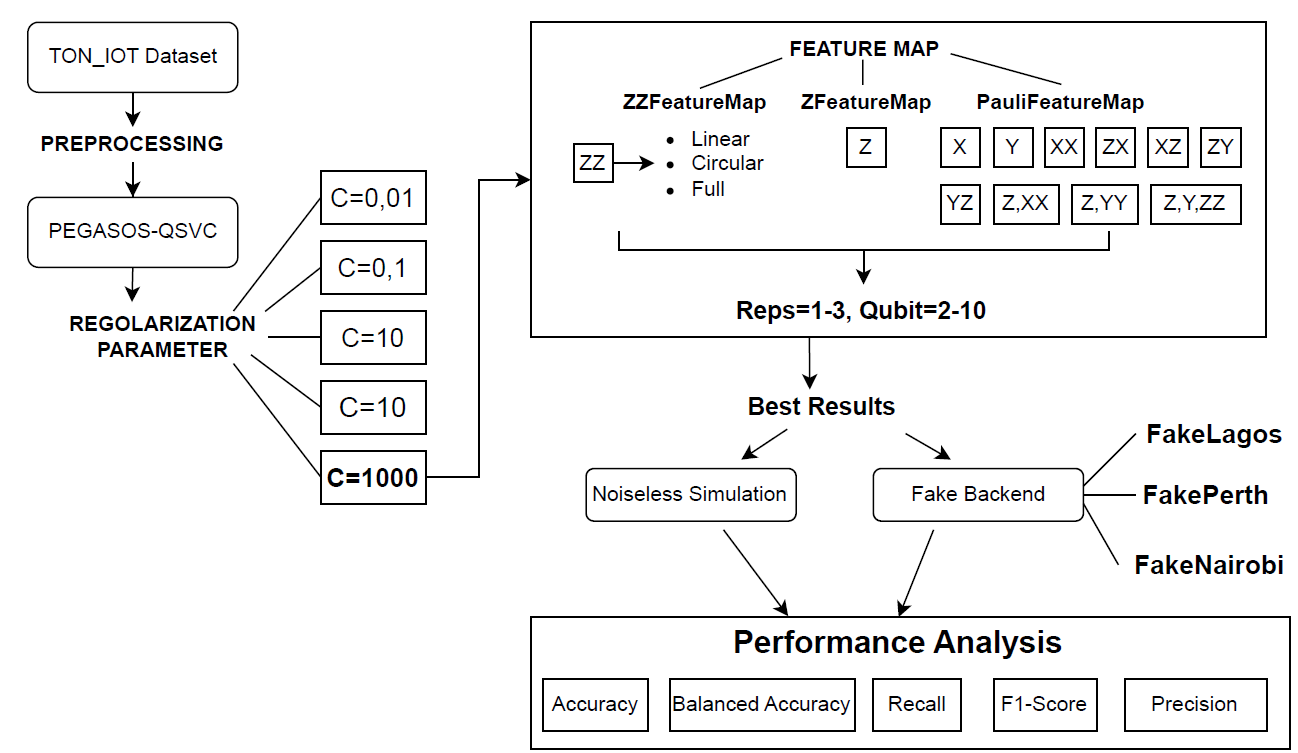 TON_IOT Dataset
PREPROCESSING
PEGASOS-QSVC
REGOLARIZATION
PARAMETER
C=0,01
C=0,1
C=10
C=10
C=1000
FEATURE MAP
ZZFeatureMap
ZFeatureMap
PauliFeatureMap
ZZ
• Linear
• Circular
• Full
Z
X Y XX ZX XZ ZY
YZ Z,XX Z,YY Z,Y,ZZ
Reps=1-3, Qubit=2-10
Best Results
Noiseless Simulation
Fake Backend
FakeLagos
FakePerth
FakeNairobi
Performance Analysis
Accuracy
Balanced Accuracy
Recall
F1-Score
Precision